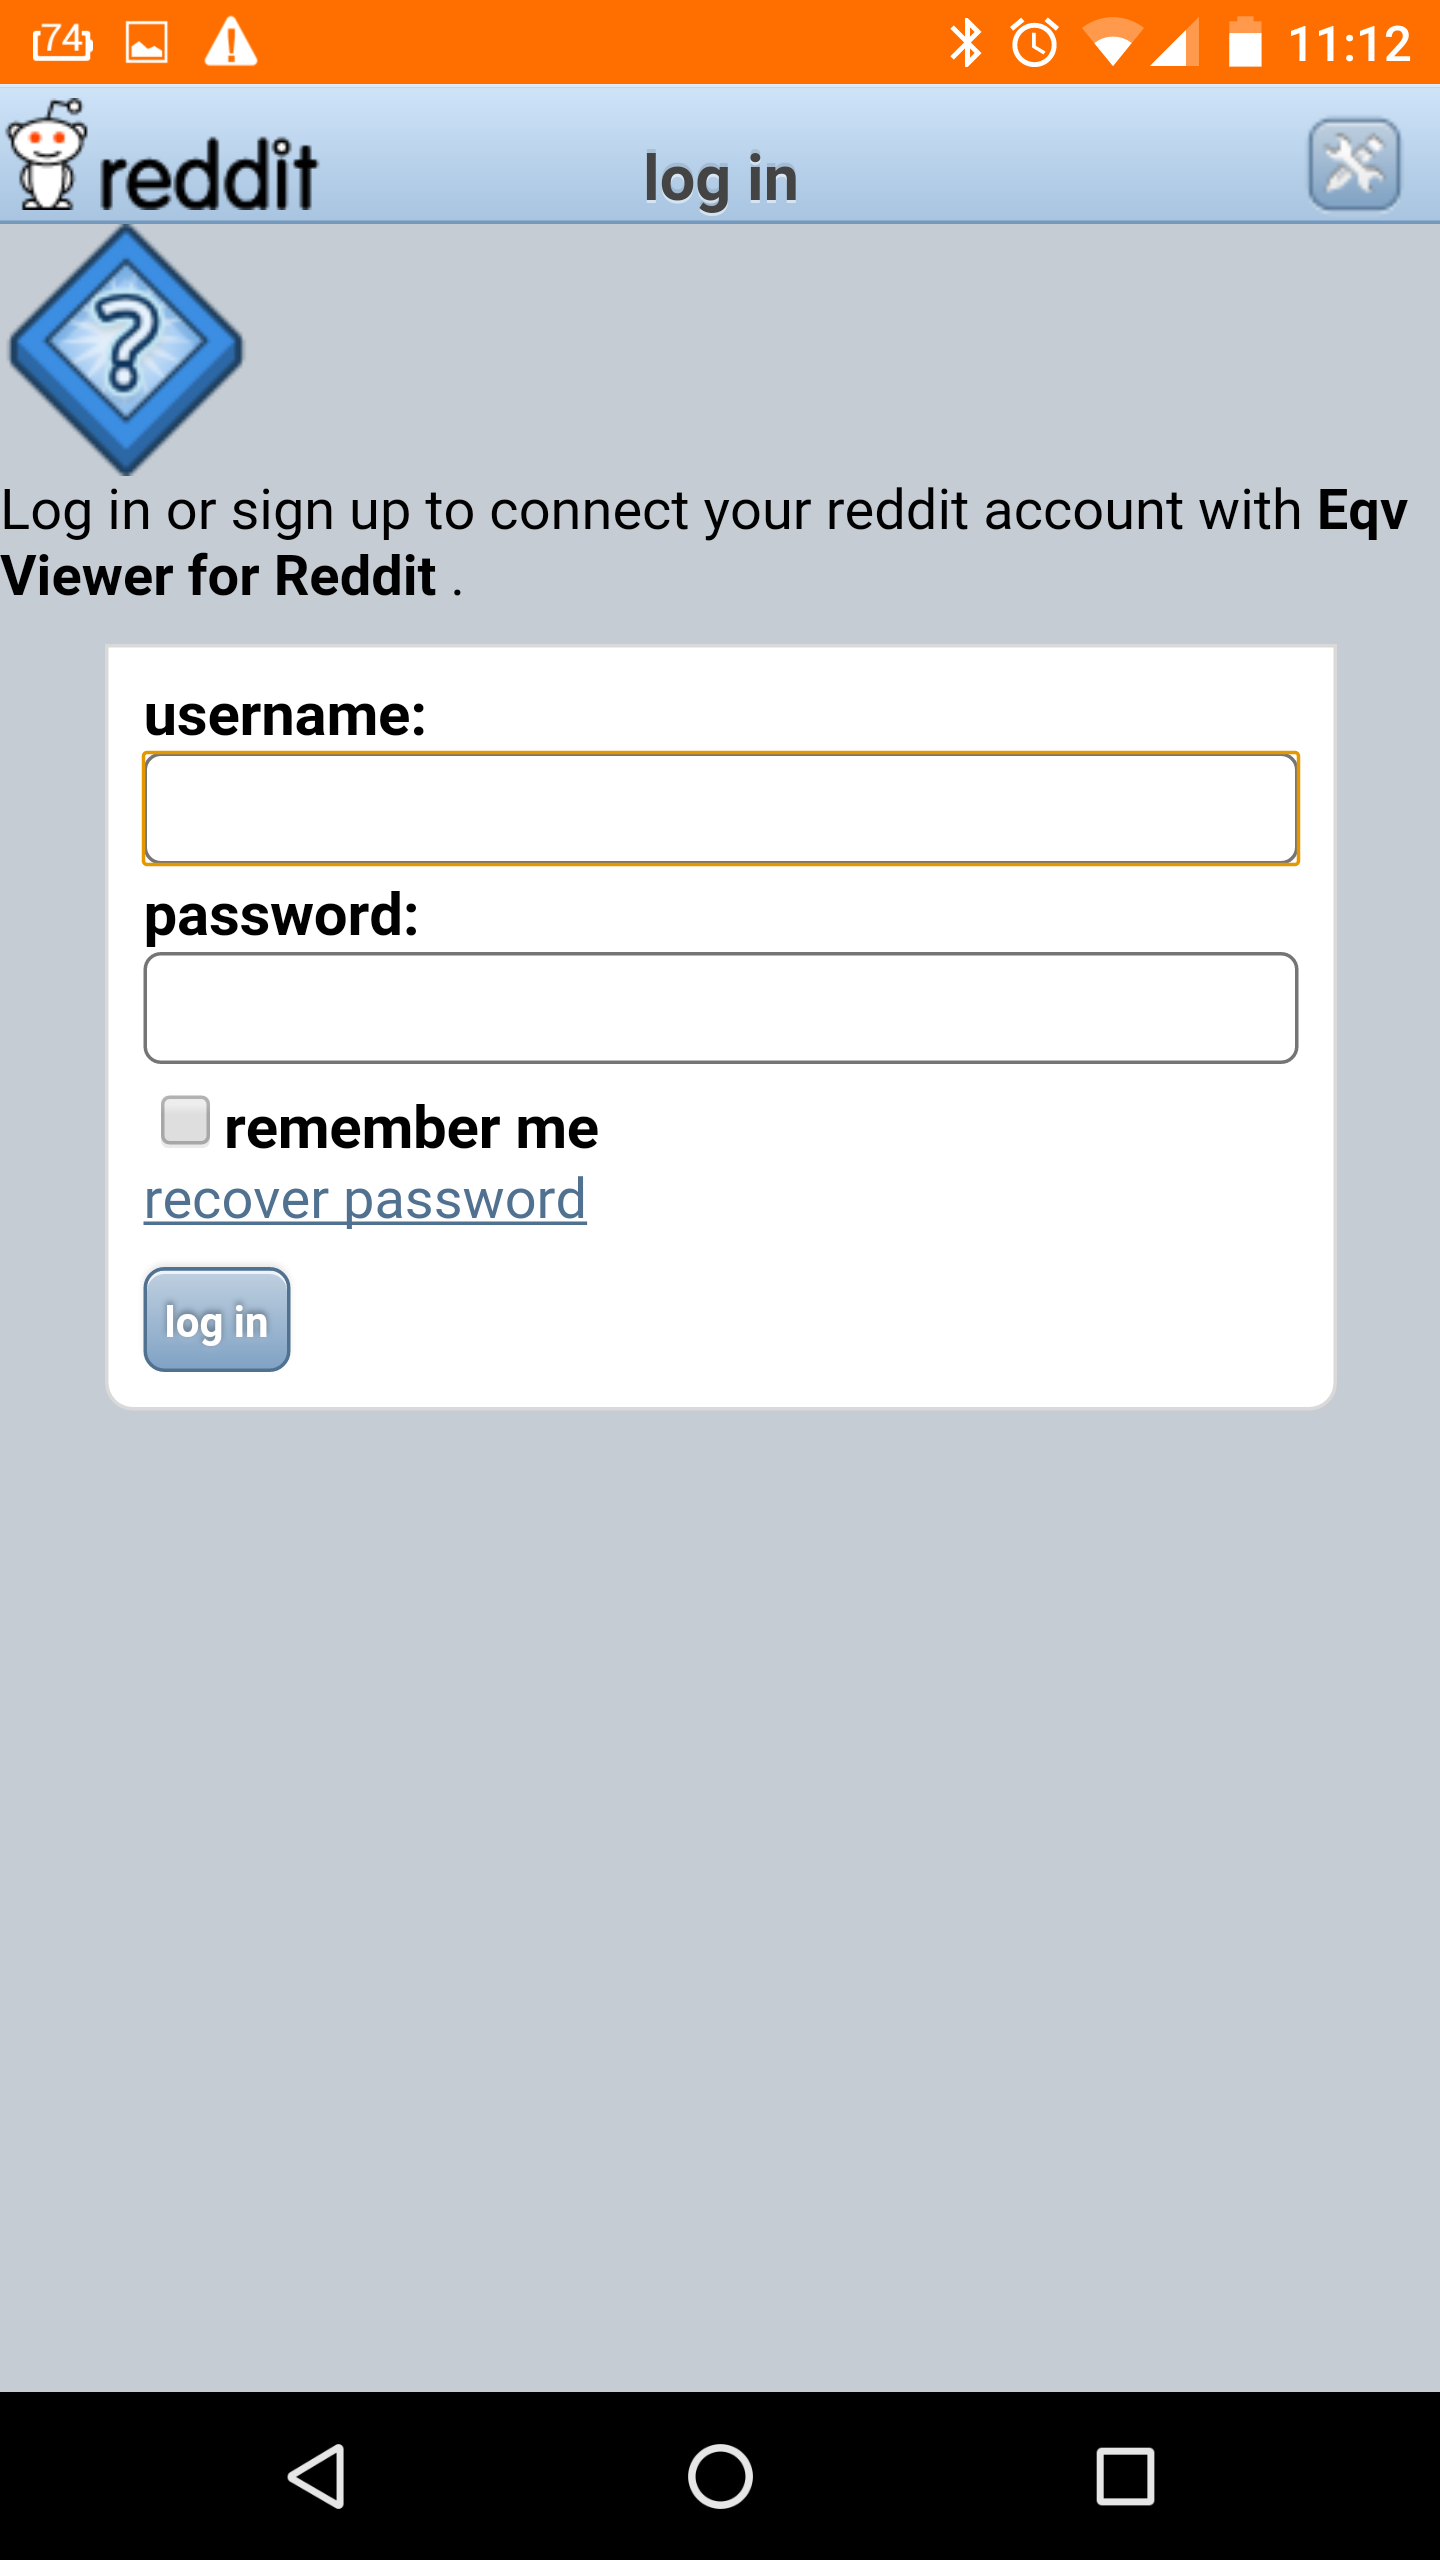 74
11:12
reddit
log in
?
Log in or sign up to connect your reddit account with Eqv
Viewer for Reddit .
username:
password:
remember me
recover password
log in